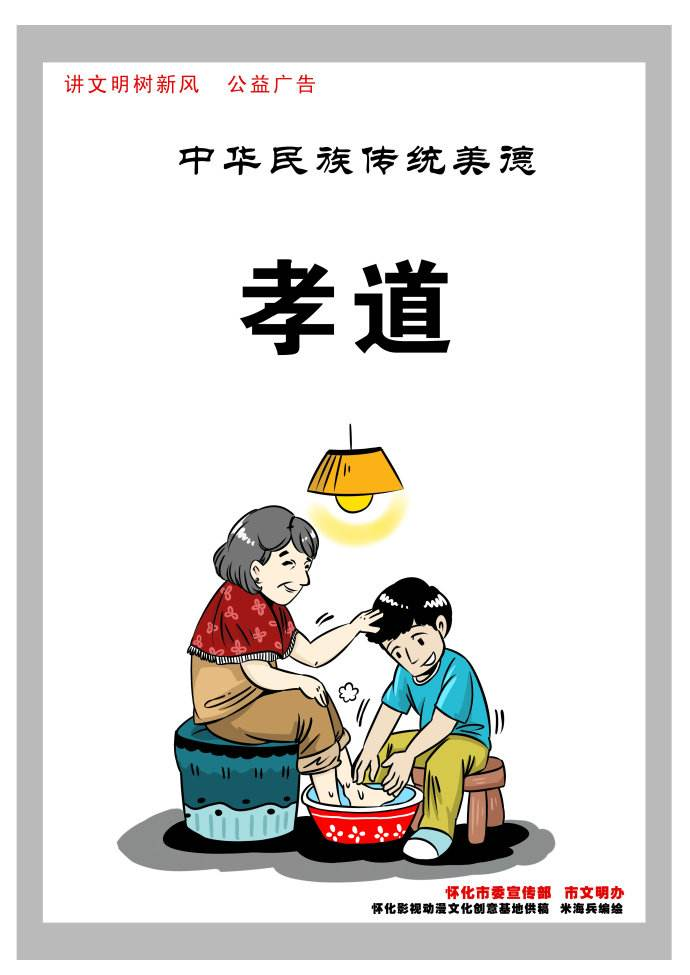 讲文明树新风 公益广告
中华民族传统美德
孝道
怀化市委宣传部 市文明办
怀化影视动漫文化创意基地供稿 米海兵编绘